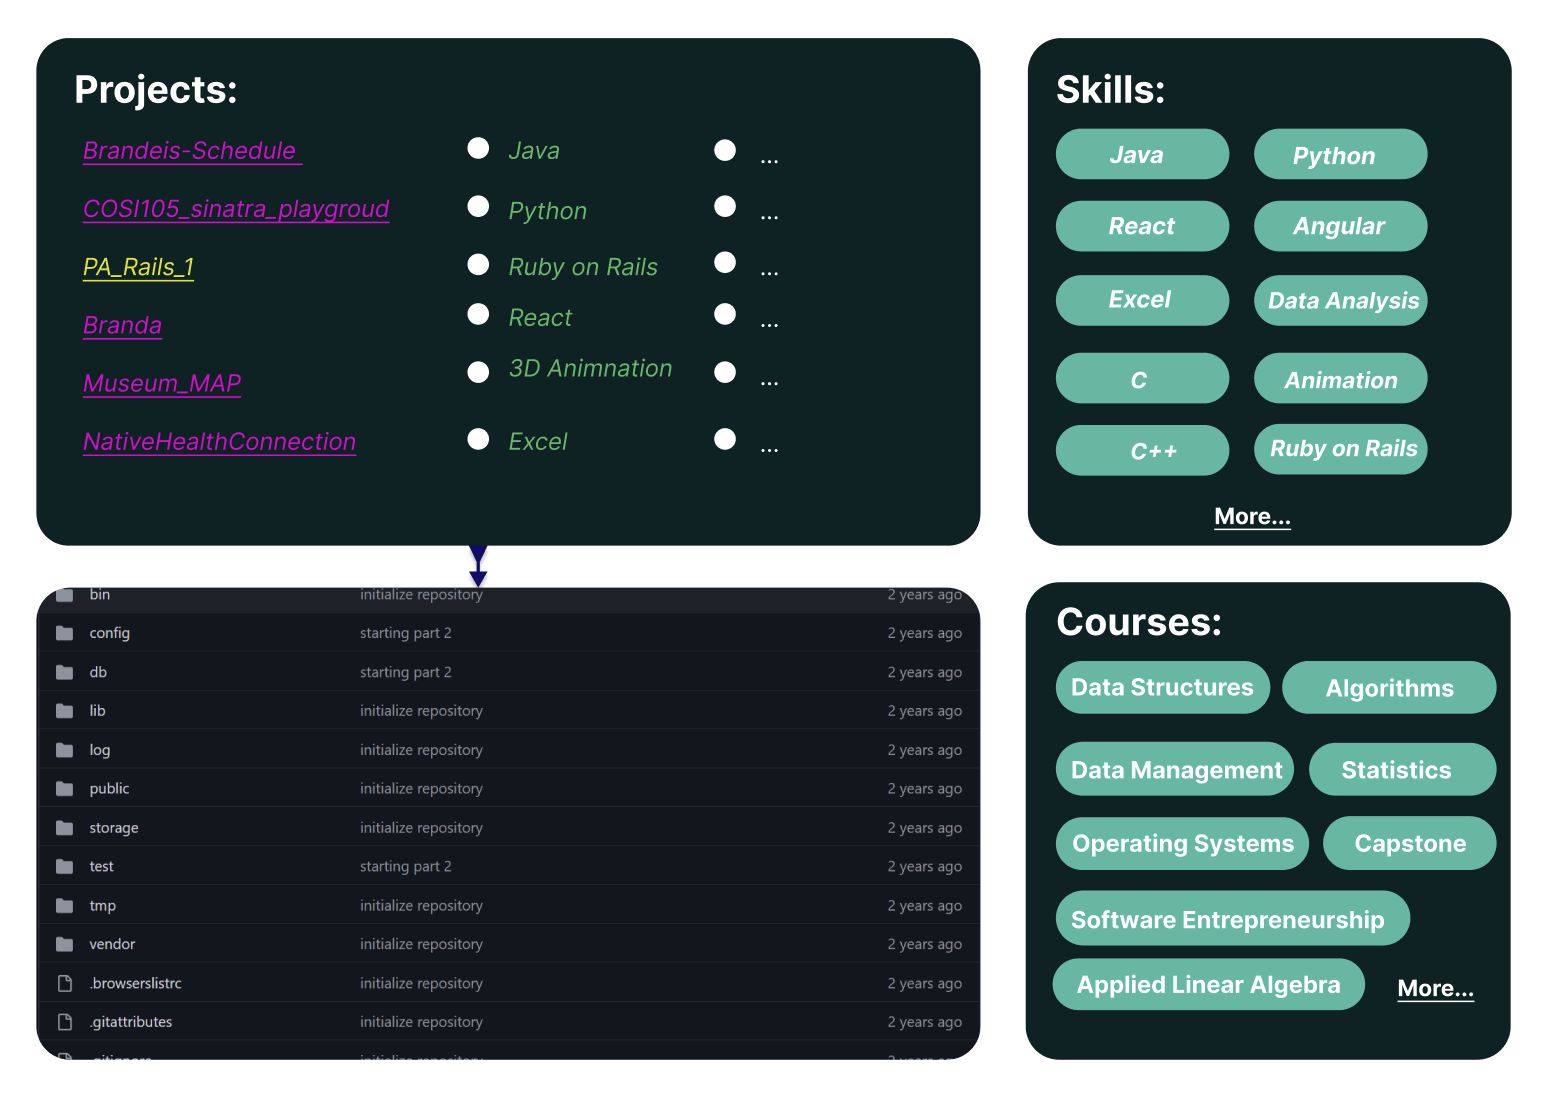 Projects:
Brandeis-Schedule Java ...
COSI105_sinatra_playgroud Python ...
PA_Rails_1 Ruby on Rails ...
Branda React ...
Museum_MAP 3D Animnation ...
NativeHealthConnection Excel ...
Skills:
Java Python
React Angular
Excel Data Analysis
C Animation
C++ Ruby on Rails
More...
bin initialize repository 2 years ago
config starting part 2 2 years ago
db starting part 2 2 years ago
lib initialize repository 2 years ago
log initialize repository 2 years ago
public initialize repository 2 years ago
storage initialize repository 2 years ago
test starting part 2 2 years ago
tmp initialize repository 2 years ago
vendor initialize repository 2 years ago
.browserslistrc initialize repository 2 years ago
.gitattributes initialize repository 2 years ago
.gitignore initialize repository 2 years ago
Courses:
Data Structures Algorithms
Data Management Statistics
Operating Systems Capstone
Software Entrepreneurship
Applied Linear Algebra More...